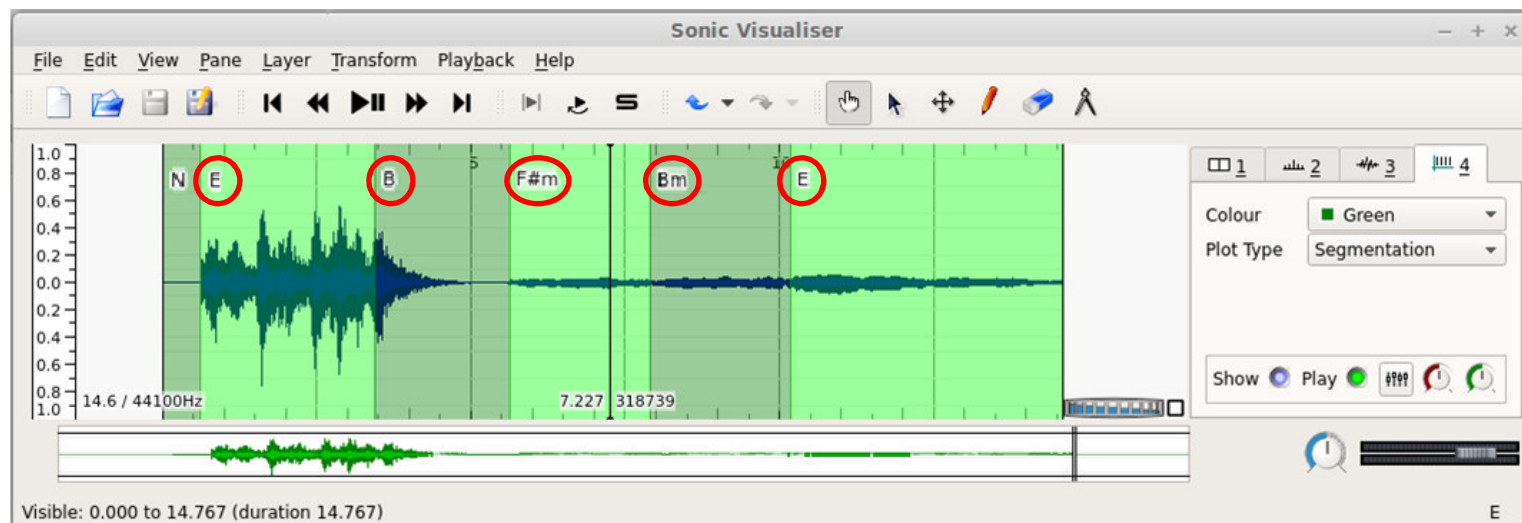 Sonic Visualiser
File Edit View Pane Layer Transform Playback Help
1.0
0.8
0.6
0.4
0.2
0.0
0.2
0.4
0.6
0.8
1.0
5
N E B F#m Bm E
14.6 / 44100Hz 7.227 318739
1 2 3 4
Colour Green
Plot Type Segmentation
Show Play
Visible: 0.000 to 14.767 (duration 14.767) E